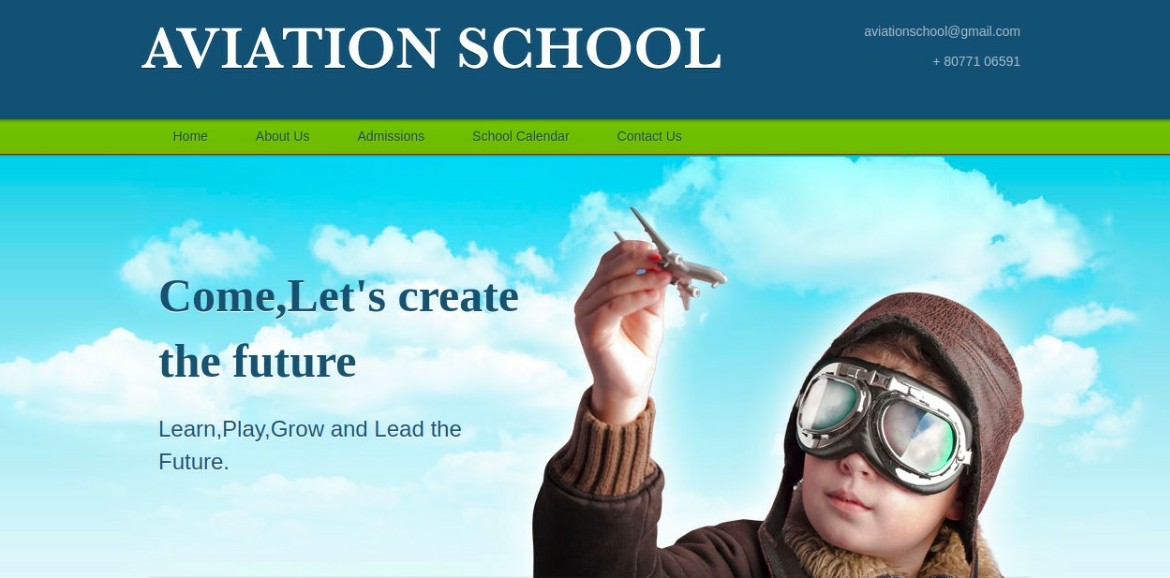 AVIATION SCHOOL
aviationschool@gmail.com
+ 80771 06591
Home About Us Admissions School Calendar Contact Us
Come,Let's create
the future
Learn,Play,Grow and Lead the
Future.